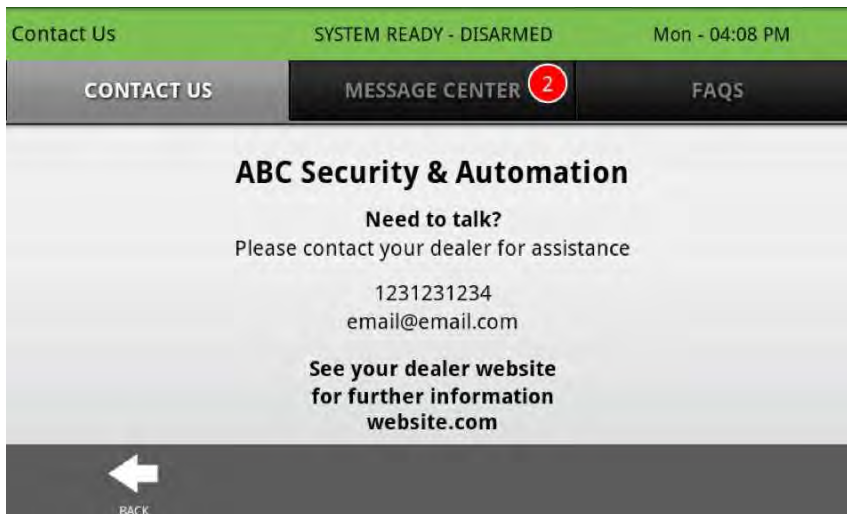 Contact Us SYSTEM READY - DISARMED Mon - 04:08 PM
CONTACT US MESSAGE CENTER 2 FAQS
ABC Security & Automation
Need to talk?
Please contact your dealer for assistance
1231231234
email@email.com
See your dealer website
for further information
website.com
BACK